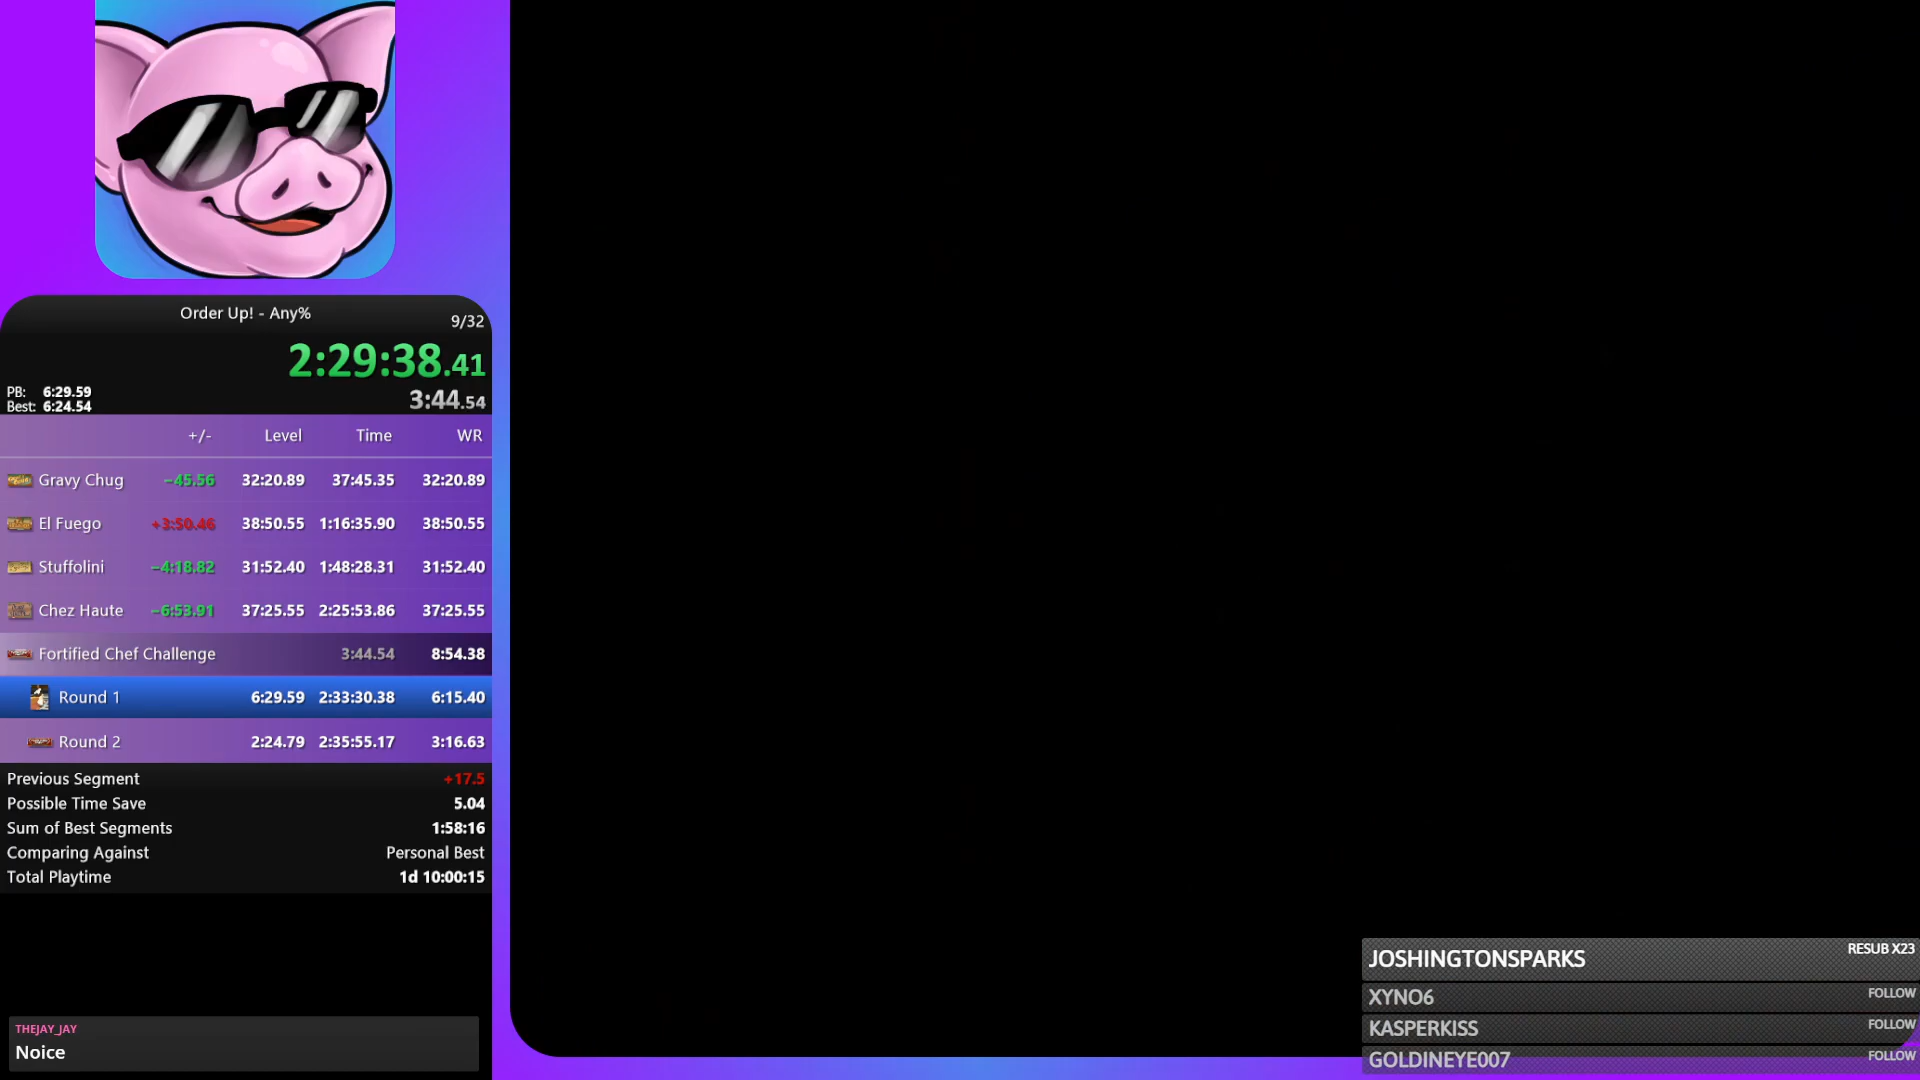 Order Up! - Any%
9/32
2:29:38.41
PB: 6:29.59
Best: 6:24.54
3:44.54
+/- Level Time WR
Gravy Chug −45.56 32:20.89 37:45.35 32:20.89
El Fuego +3:50.46 38:50.55 1:16:35.90 38:50.55
Stuffolini −4:18.82 31:52.40 1:48:28.31 31:52.40
Chez Haute −6:53.91 37:25.55 2:25:53.86 37:25.55
Fortified Chef Challenge 3:44.54 8:54.38
Round 1 6:29.59 2:33:30.38 6:15.40
Round 2 2:24.79 2:35:55.17 3:16.63
Previous Segment +17.5
Possible Time Save 5.04
Sum of Best Segments 1:58:16
Comparing Against Personal Best
Total Playtime 1d 10:00:15
THEJAY_JAY
Noice
JOSHINGTONSPARKS RESUB X23
XYNO6 FOLLOW
KASPERKISS FOLLOW
GOLDINEYE007 FOLLOW